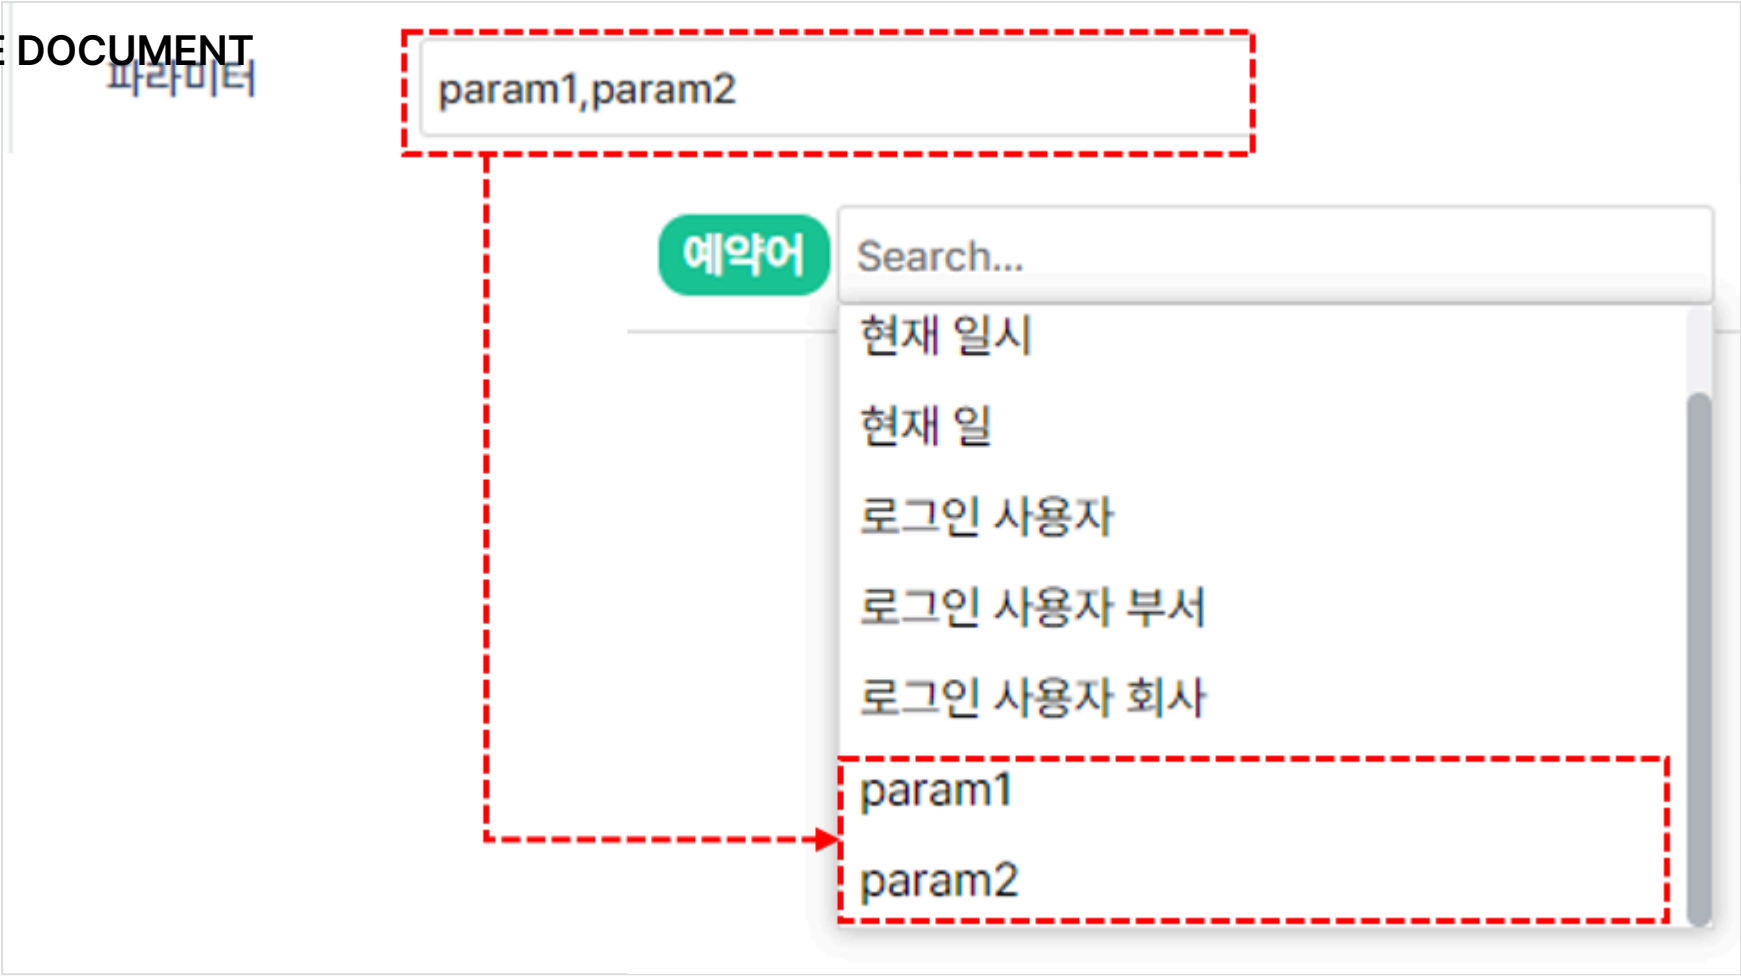 E DOCUMENT
파라미터
param1,param2
예약어
Search...
현재 일시
현재 일
로그인 사용자
로그인 사용자 부서
로그인 사용자 회사
param1
param2